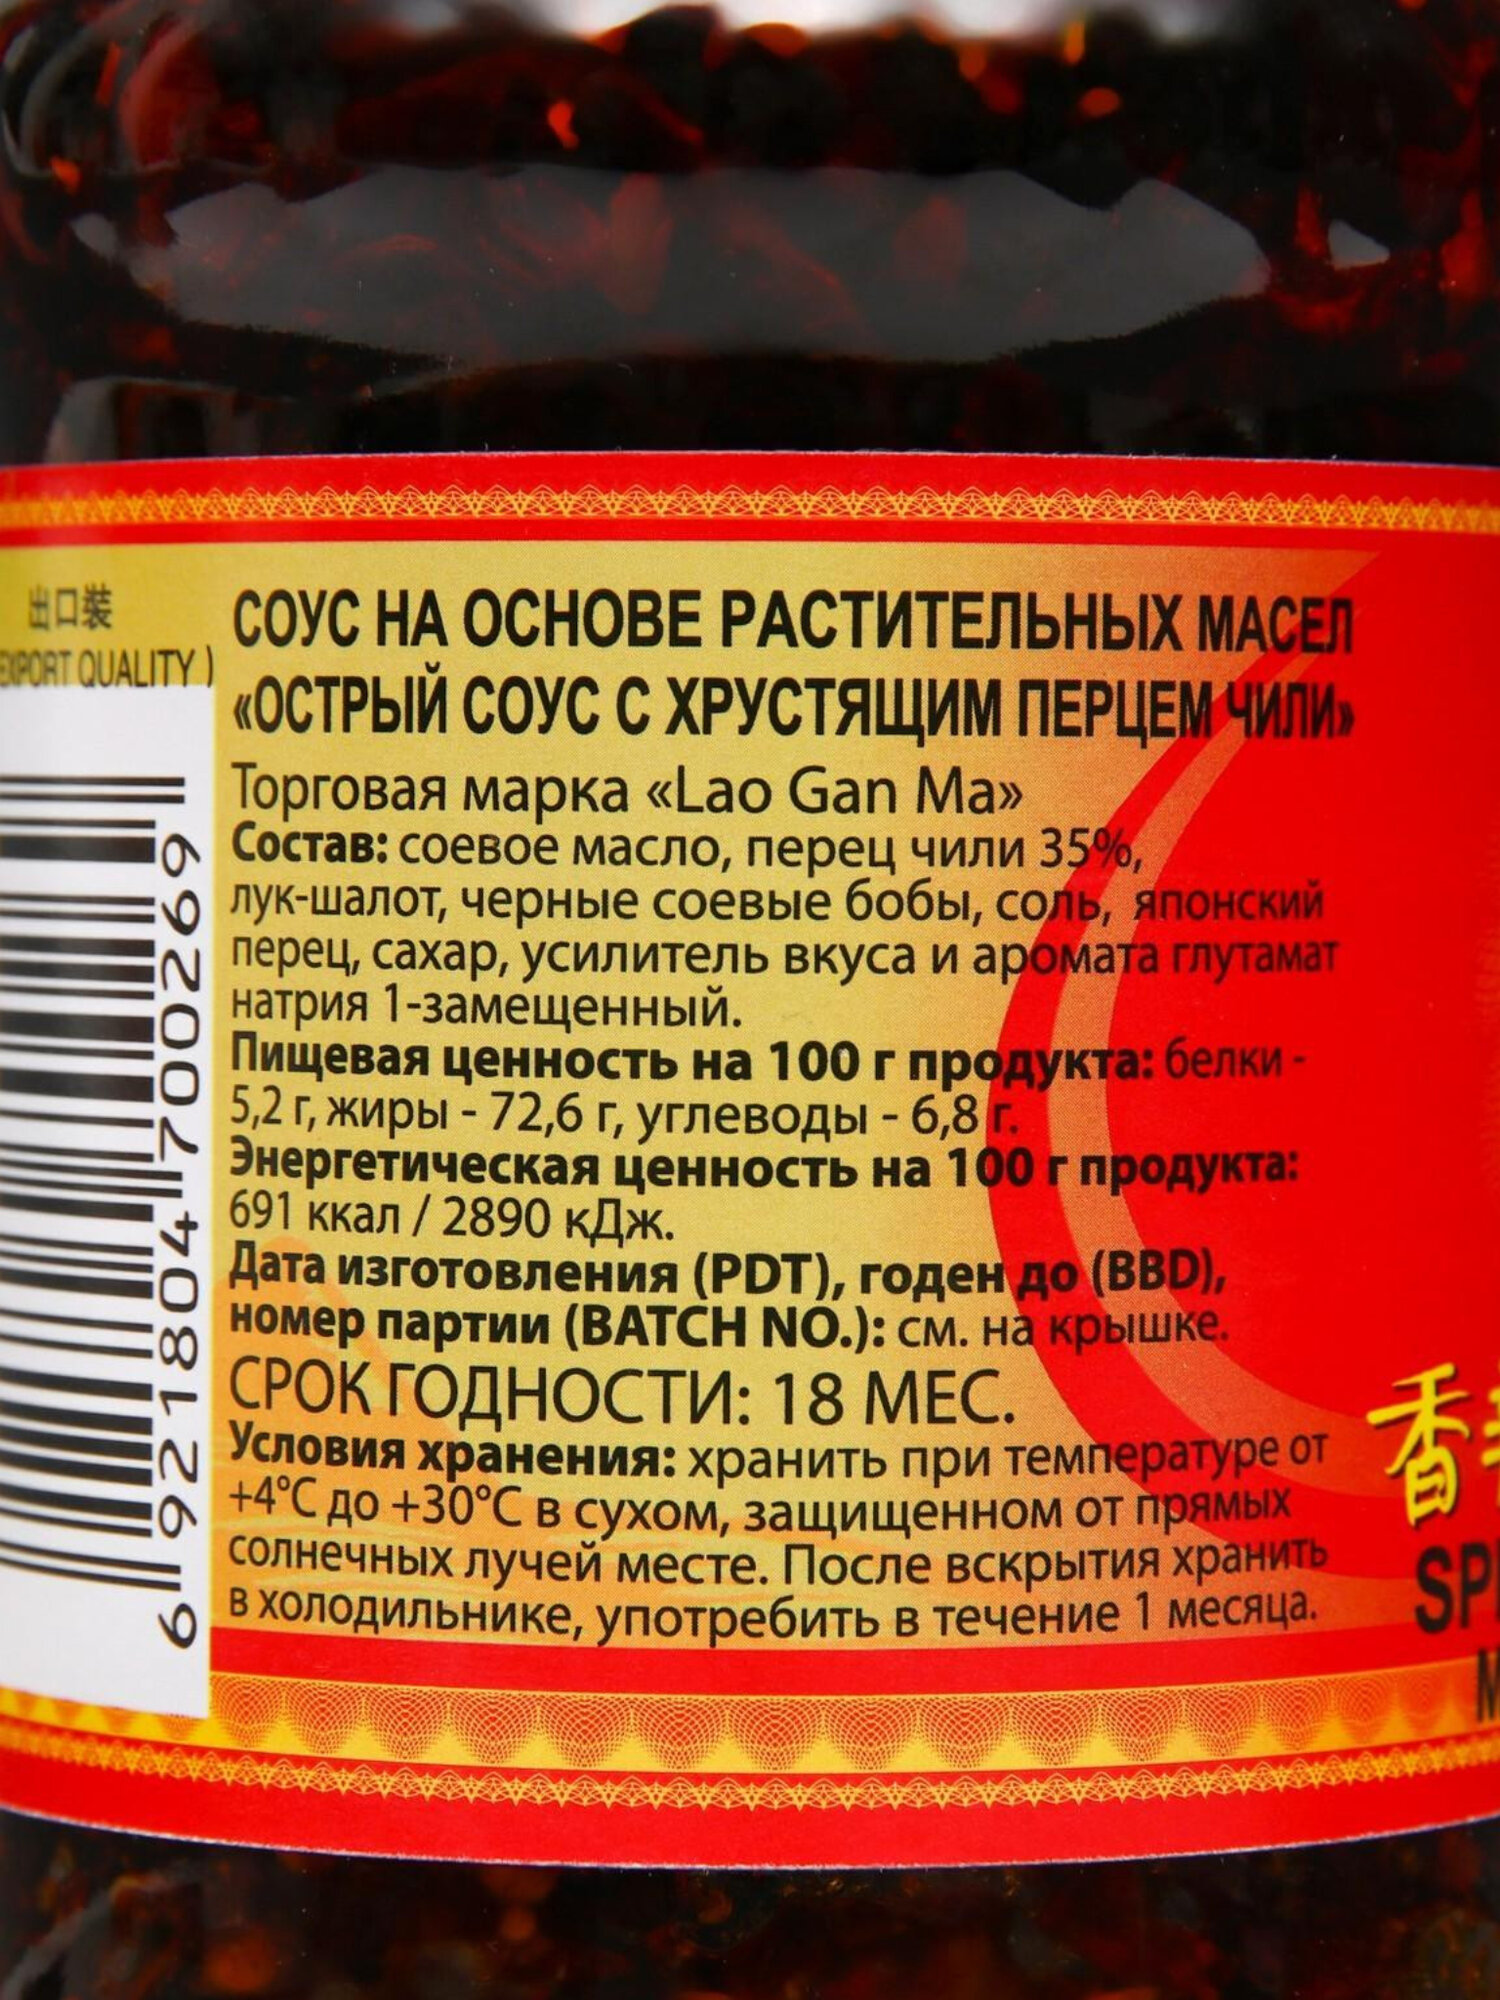 出口裝
EXPORT QUALITY )
СОУС НА ОСНОВЕ РАСТИТЕЛЬНЫХ МАСЕЛ
«ОСТРЫЙ СОУС С ХРУСТЯЩИМ ПЕРЦЕМ ЧИЛИ»
Торговая марка «Lao Gan Ma»
Состав: соевое масло, перец чили 35%,
лук-шалот, черные соевые бобы, соль, японский
перец, сахар, усилитель вкуса и аромата глутамат
натрия 1-замещенный.
Пищевая ценность на 100 г продукта: белки -
5,2 г, жиры - 72,6 г, углеводы - 6,8 г.
Энергетическая ценность на 100 г продукта:
691 ккал / 2890 кДж.
Дата изготовления (PDT), годен до (BBD),
номер партии (BATCH NO.): см. на крышке.
СРОК ГОДНОСТИ: 18 МЕС.
Условия хранения: хранить при температуре от
+4°С до +30°С в сухом, защищенном от прямых
солнечных лучей месте. После вскрытия хранить
в холодильнике, употребить в течение 1 месяца.
6 921804 700269
香